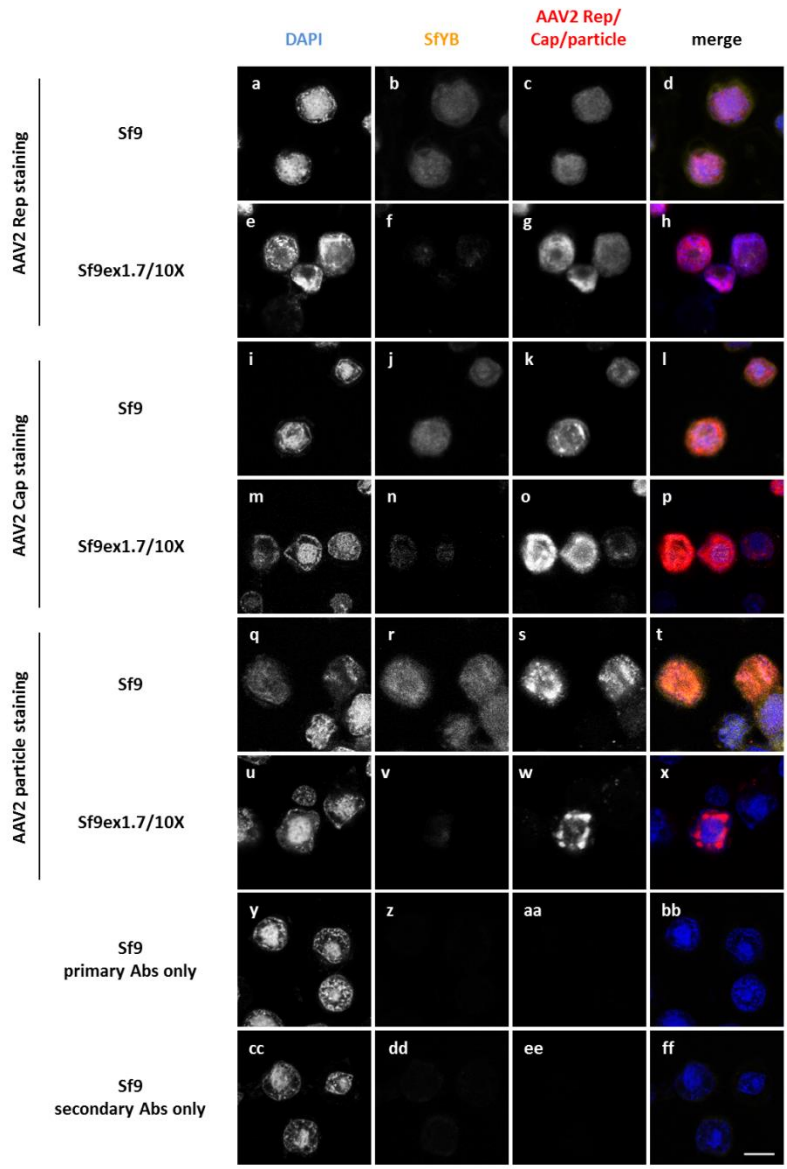 DAPI
SfYB
AAV2 Rep/
Cap/particle
merge
AAV2 Rep staining
Sf9
a
b
c
d
Sf9ex1.7/10X
e
f
g
h
AAV2 Cap staining
Sf9
i
j
k
l
Sf9ex1.7/10X
m
n
o
p
AAV2 particle staining
Sf9
q
r
s
t
Sf9ex1.7/10X
u
v
w
x
Sf9
primary Abs only
y
z
aa
bb
Sf9
secondary Abs only
cc
dd
ee
ff